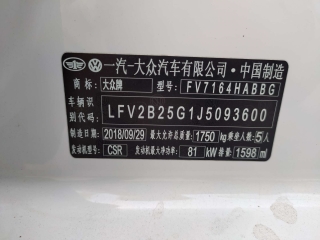 一汽-大众汽车有限公司·中国制造
商标: 大众牌 型号: FV7164HABBG
车辆识别代号: LFV2B25G1J5093600
制造日期: 2018/09/29 最大允许总质量: 1750 kg 乘坐人数: 5人
发动机型号: CSR 发动机最大净功率: 81 kW 排量: 1598 ml